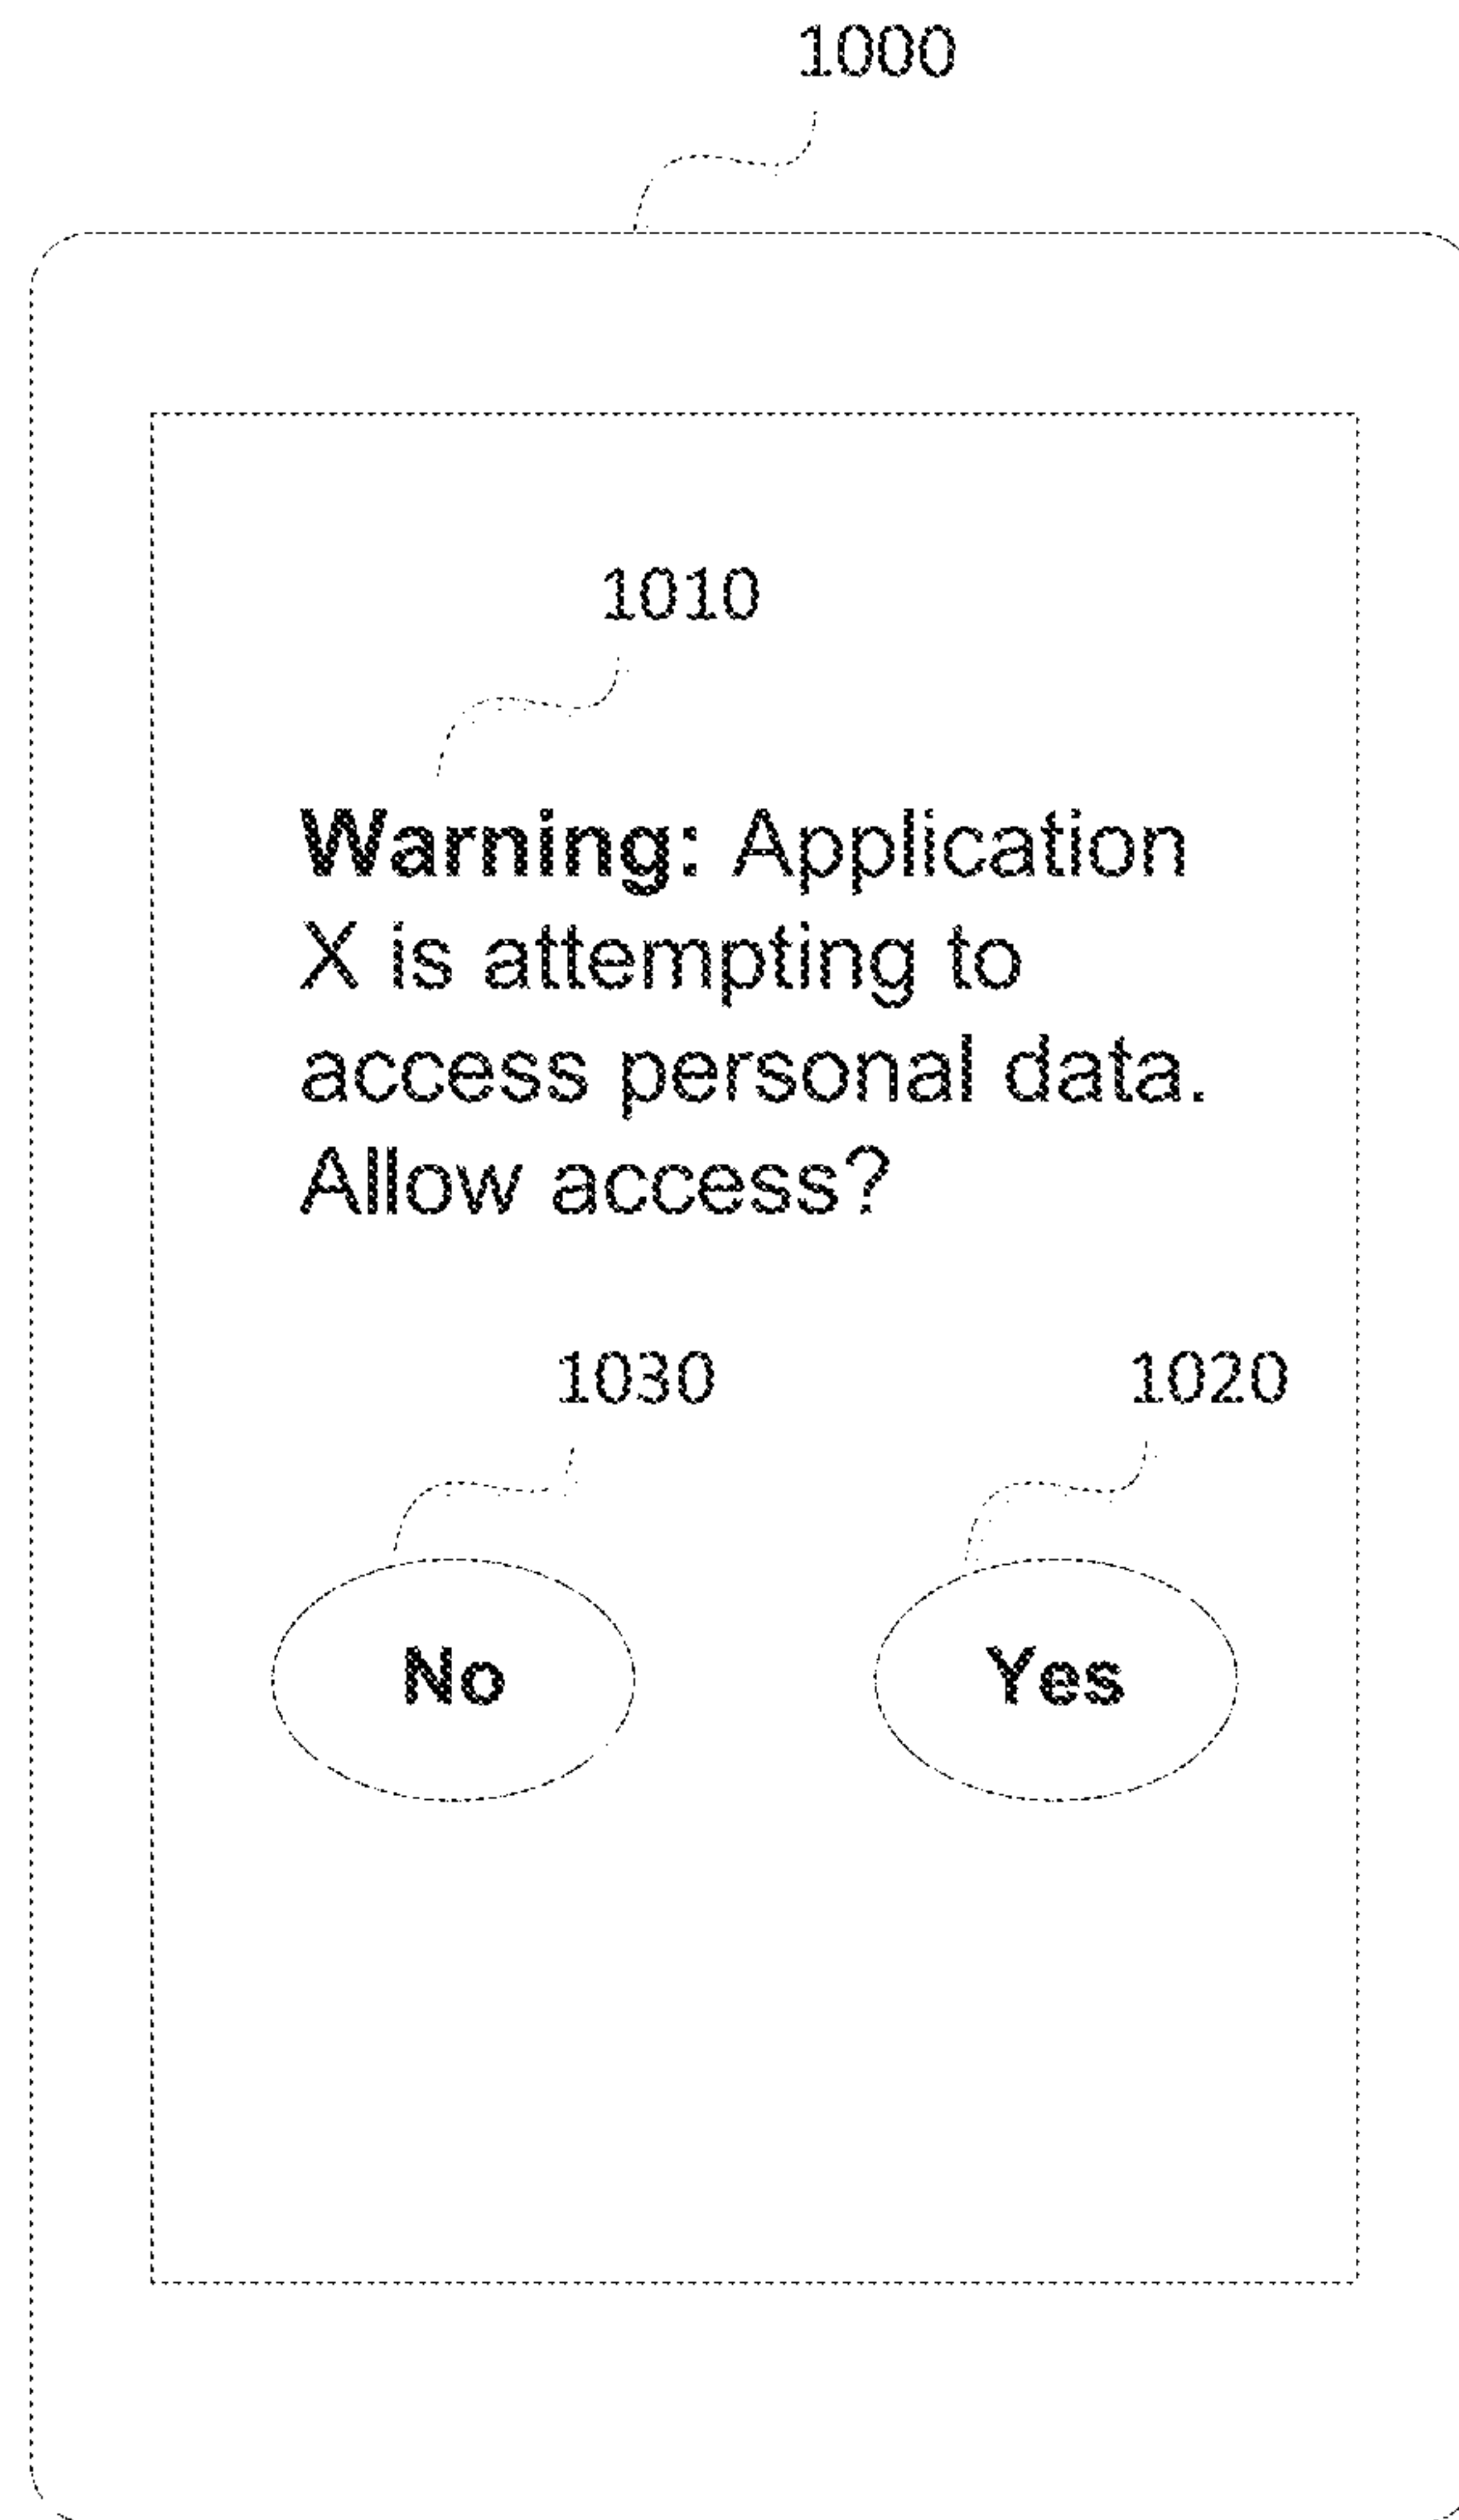 1000
1010
Warning: Application
X is attempting to
access personal data.
Allow access?
1030 1020
No Yes